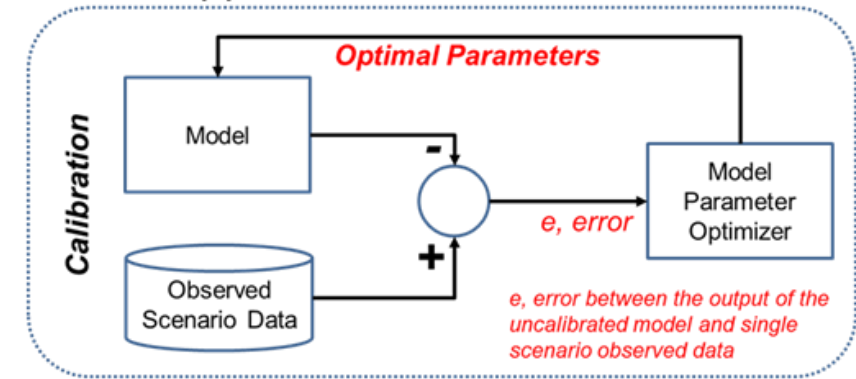 Optimal Parameters
Calibration
Model
-
+
e, error
Model
Parameter
Optimizer
Observed
Scenario Data
e, error between the output of the
uncalibrated model and single
scenario observed data